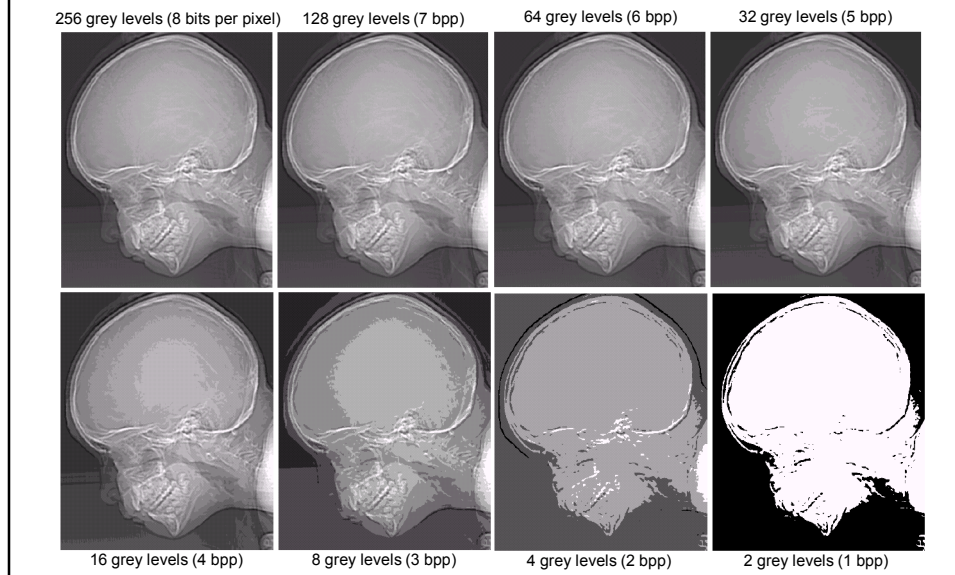 256 grey levels (8 bits per pixel)
128 grey levels (7 bpp)
64 grey levels (6 bpp)
32 grey levels (5 bpp)
16 grey levels (4 bpp)
8 grey levels (3 bpp)
4 grey levels (2 bpp)
2 grey levels (1 bpp)